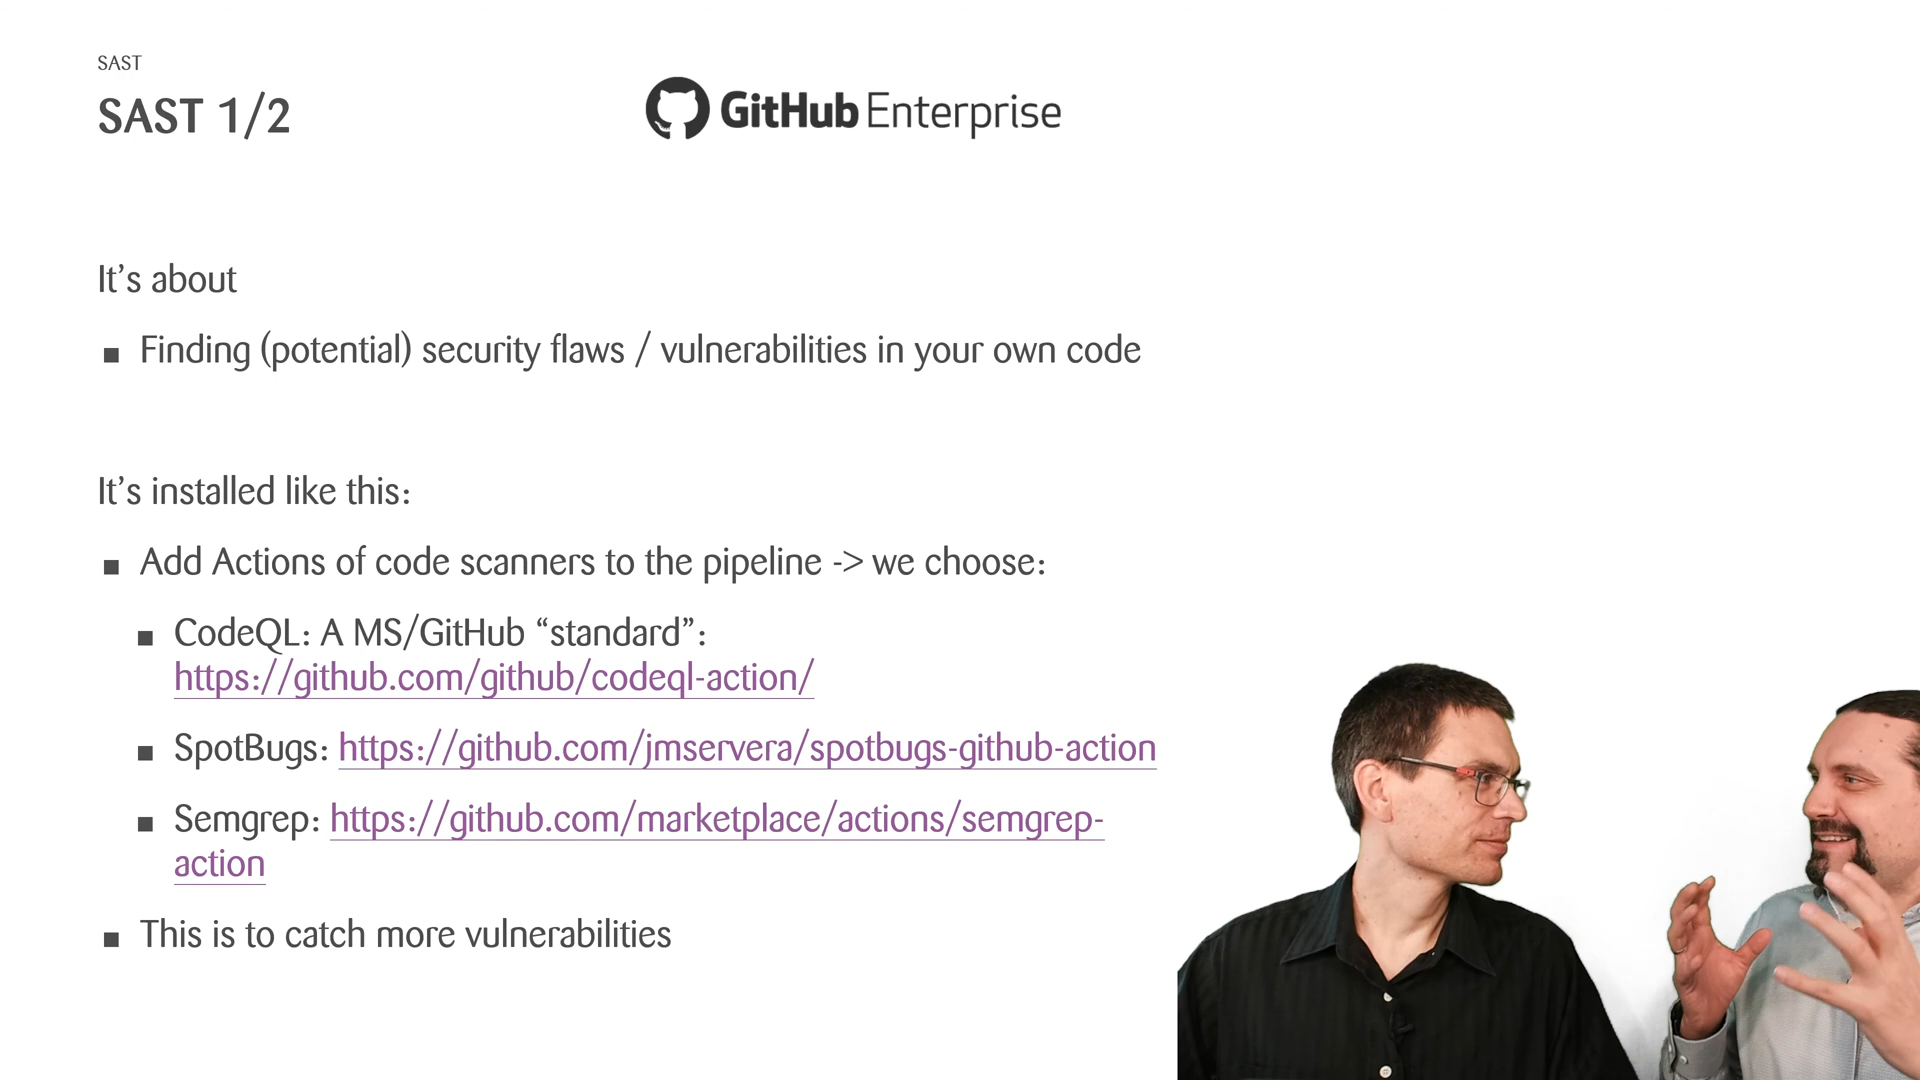 SAST
SAST 1/2
GitHub Enterprise
It’s about
■ Finding (potential) security flaws / vulnerabilities in your own code
It’s installed like this:
■ Add Actions of code scanners to the pipeline -> we choose:
■ CodeQL: A MS/GitHub “standard”:
https://github.com/github/codeql-action/
■ SpotBugs: https://github.com/jmservera/spotbugs-github-action
■ Semgrep: https://github.com/marketplace/actions/semgrep-
action
■ This is to catch more vulnerabilities